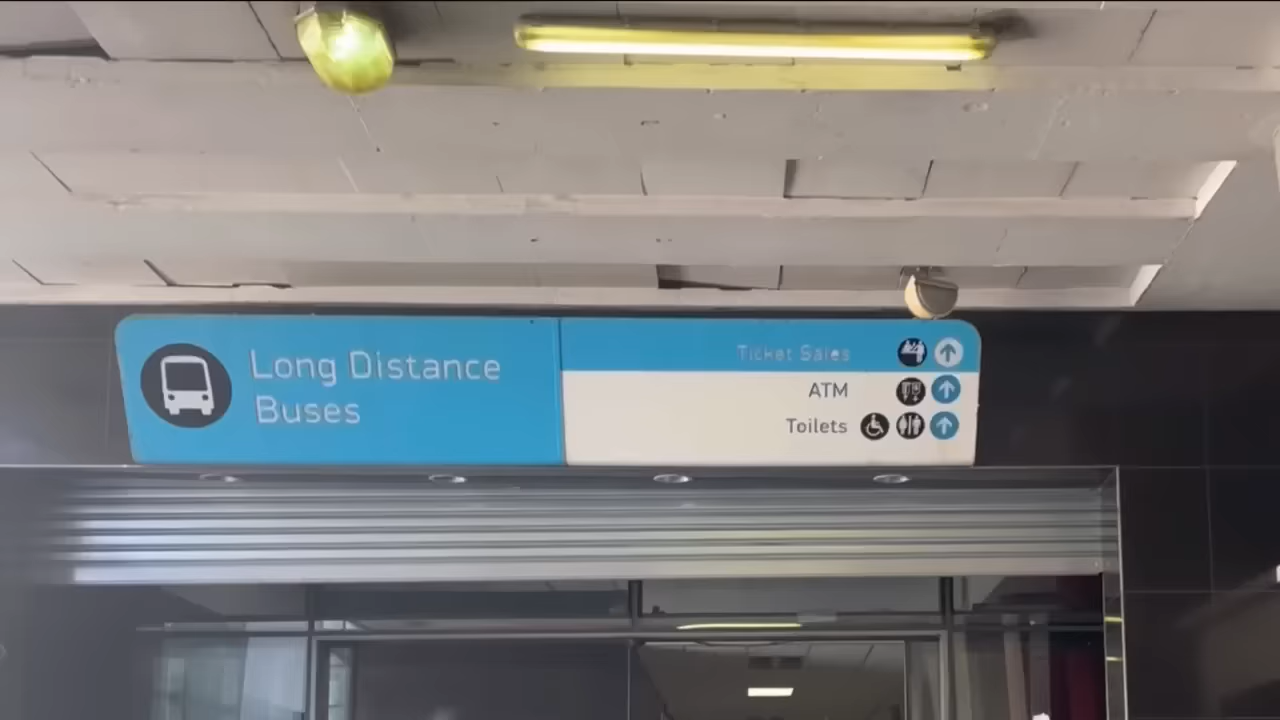 Long Distance
Buses
Ticket Sales
ATM
Toilets